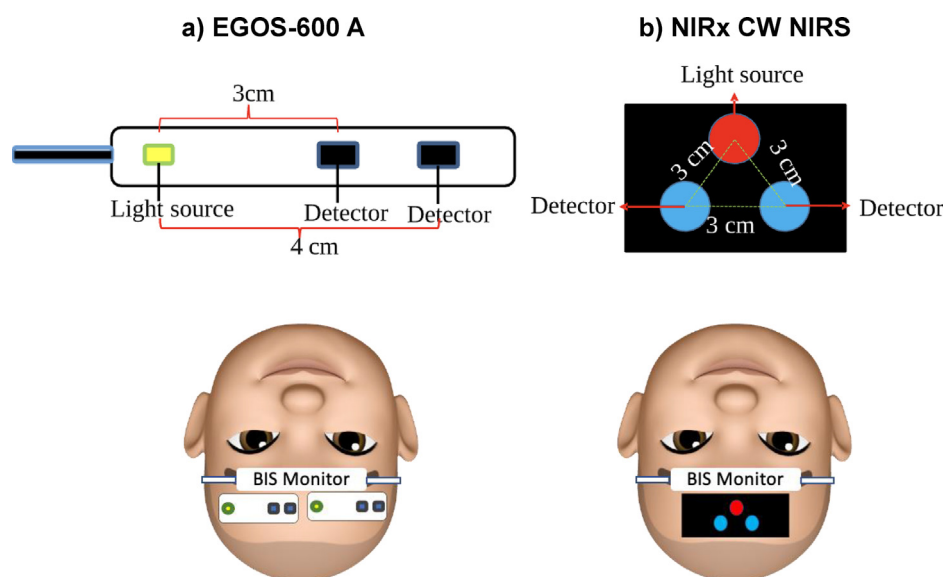 a) EGOS-600 A
b) NIRx CW NIRS
3cm
Light source
Detector
Detector
4 cm
Light source
3 cm
3 cm
Detector
Detector
3 cm
BIS Monitor
BIS Monitor